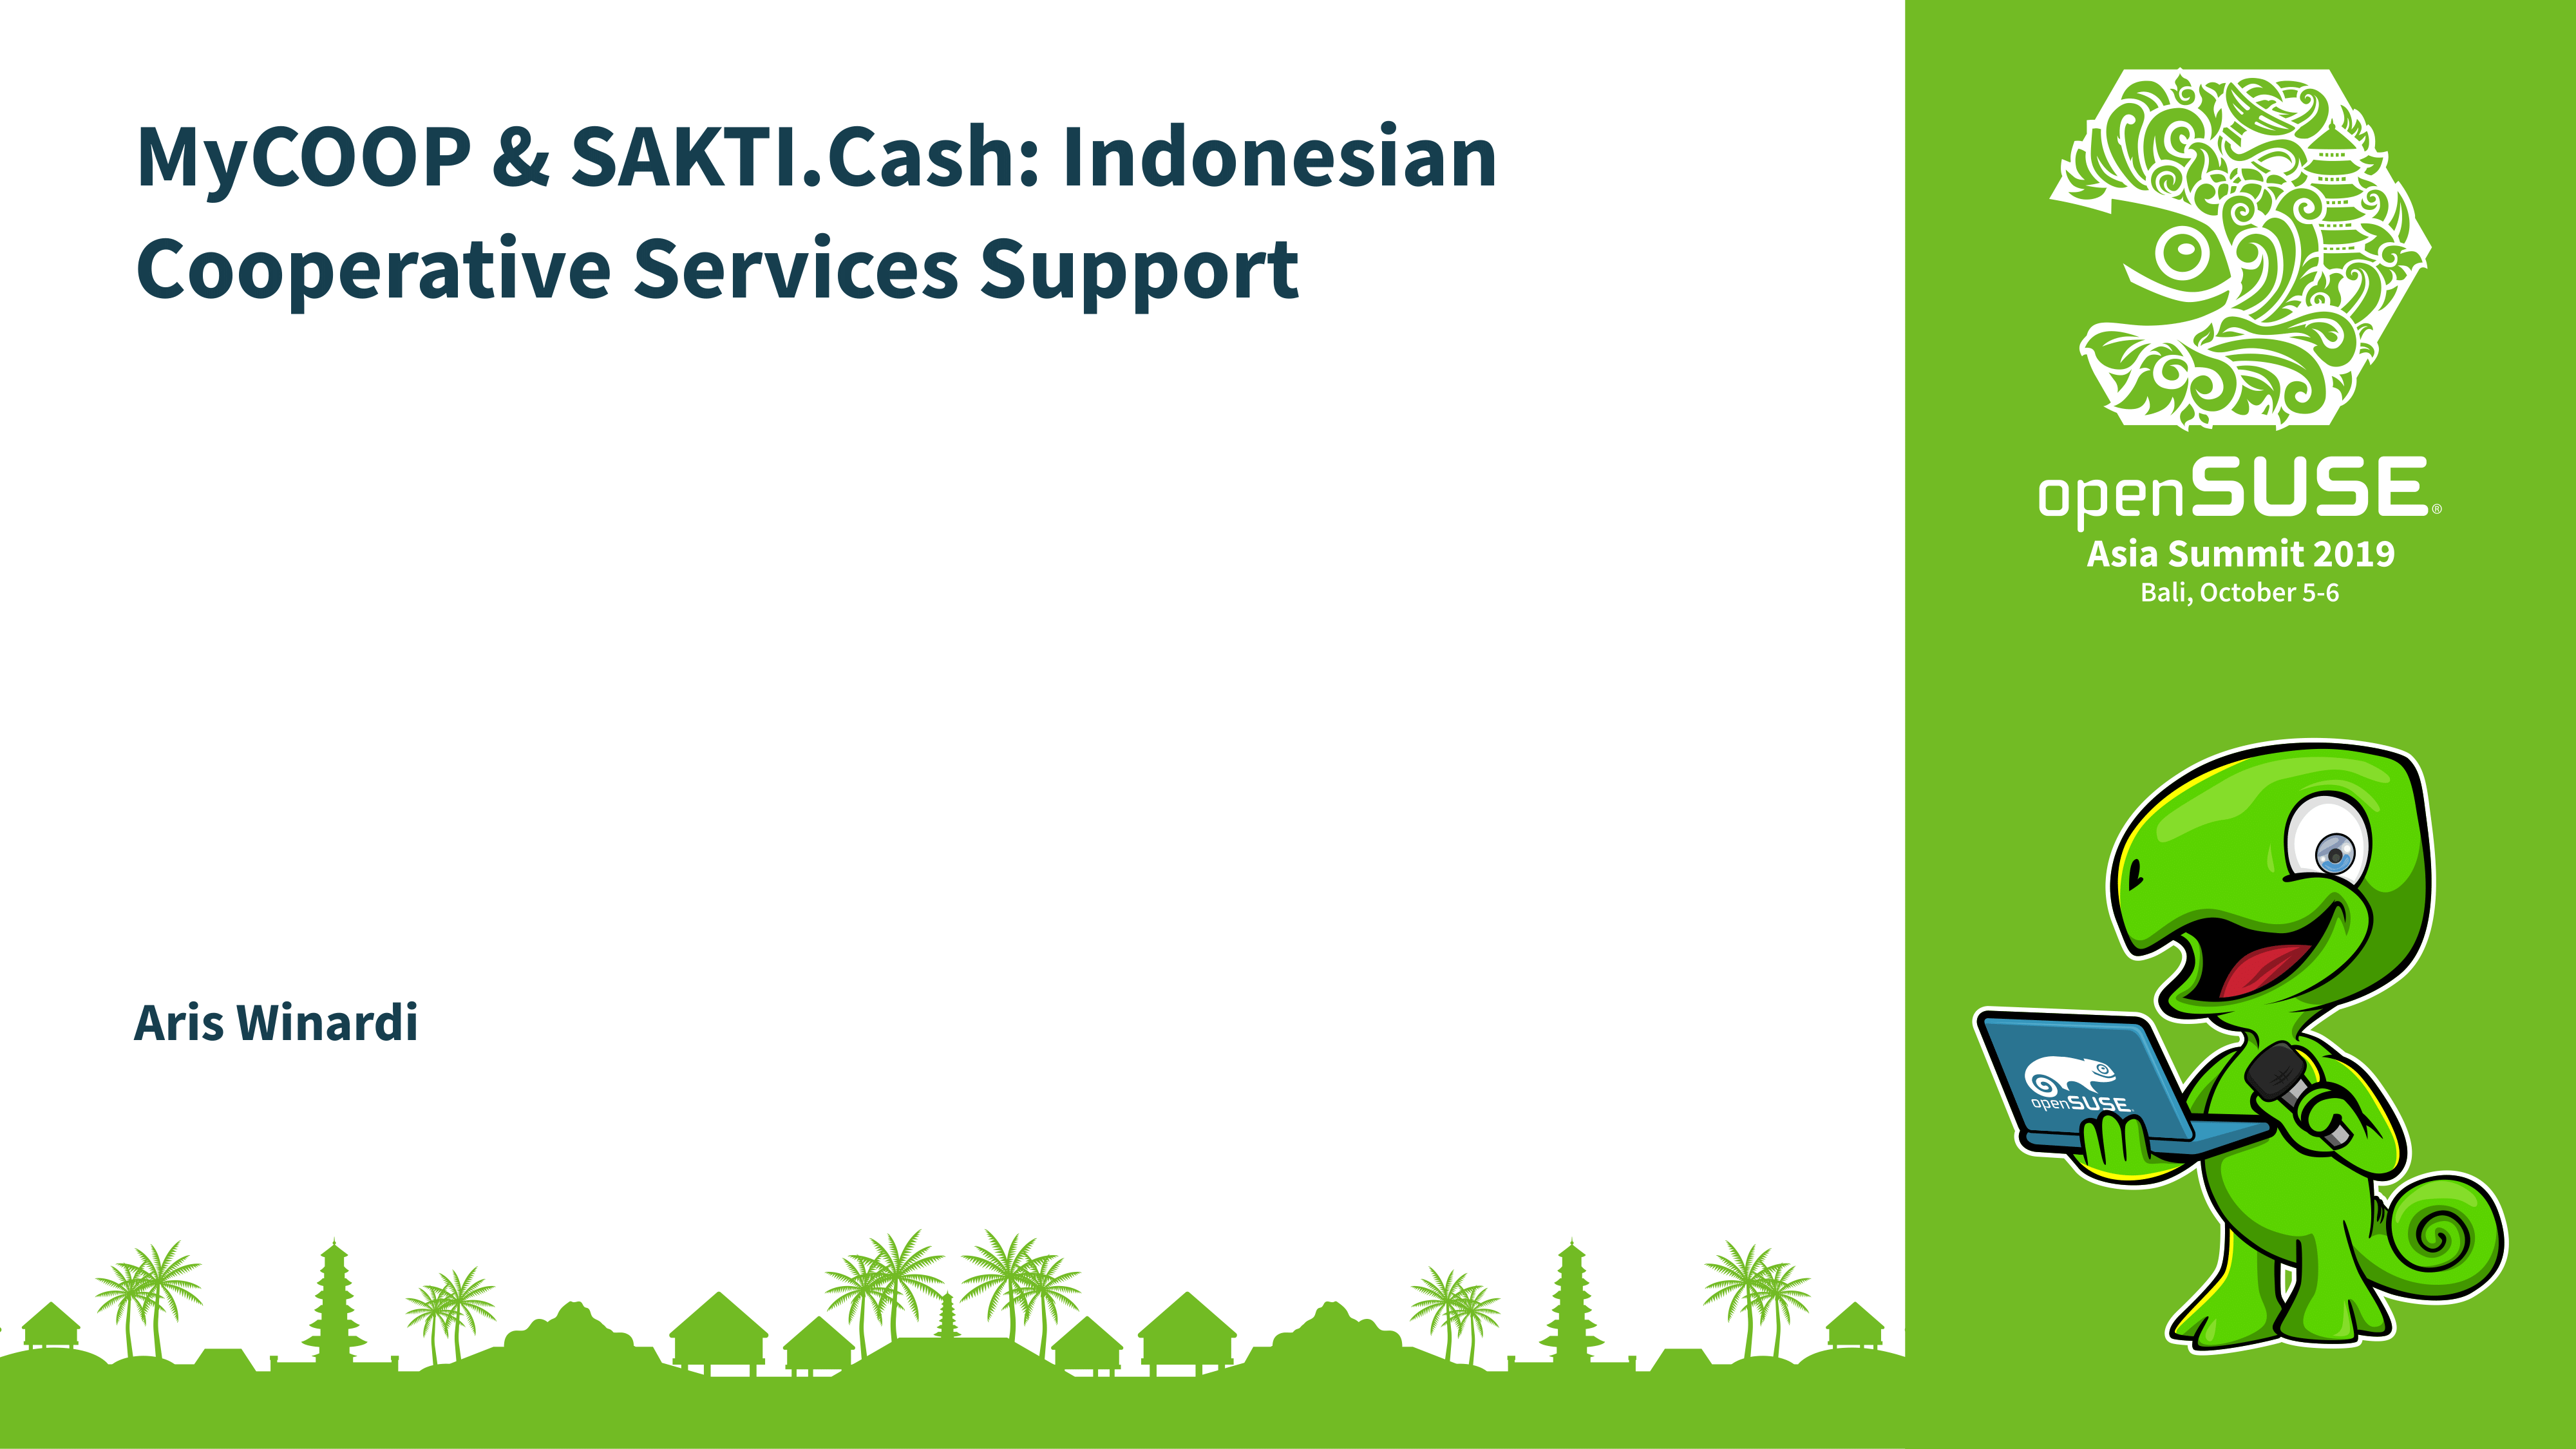 MyCOOP & SAKTI.Cash: Indonesian
Cooperative Services Support
Aris Winardi
openSUSE®
Asia Summit 2019
Bali, October 5-6
openSUSE